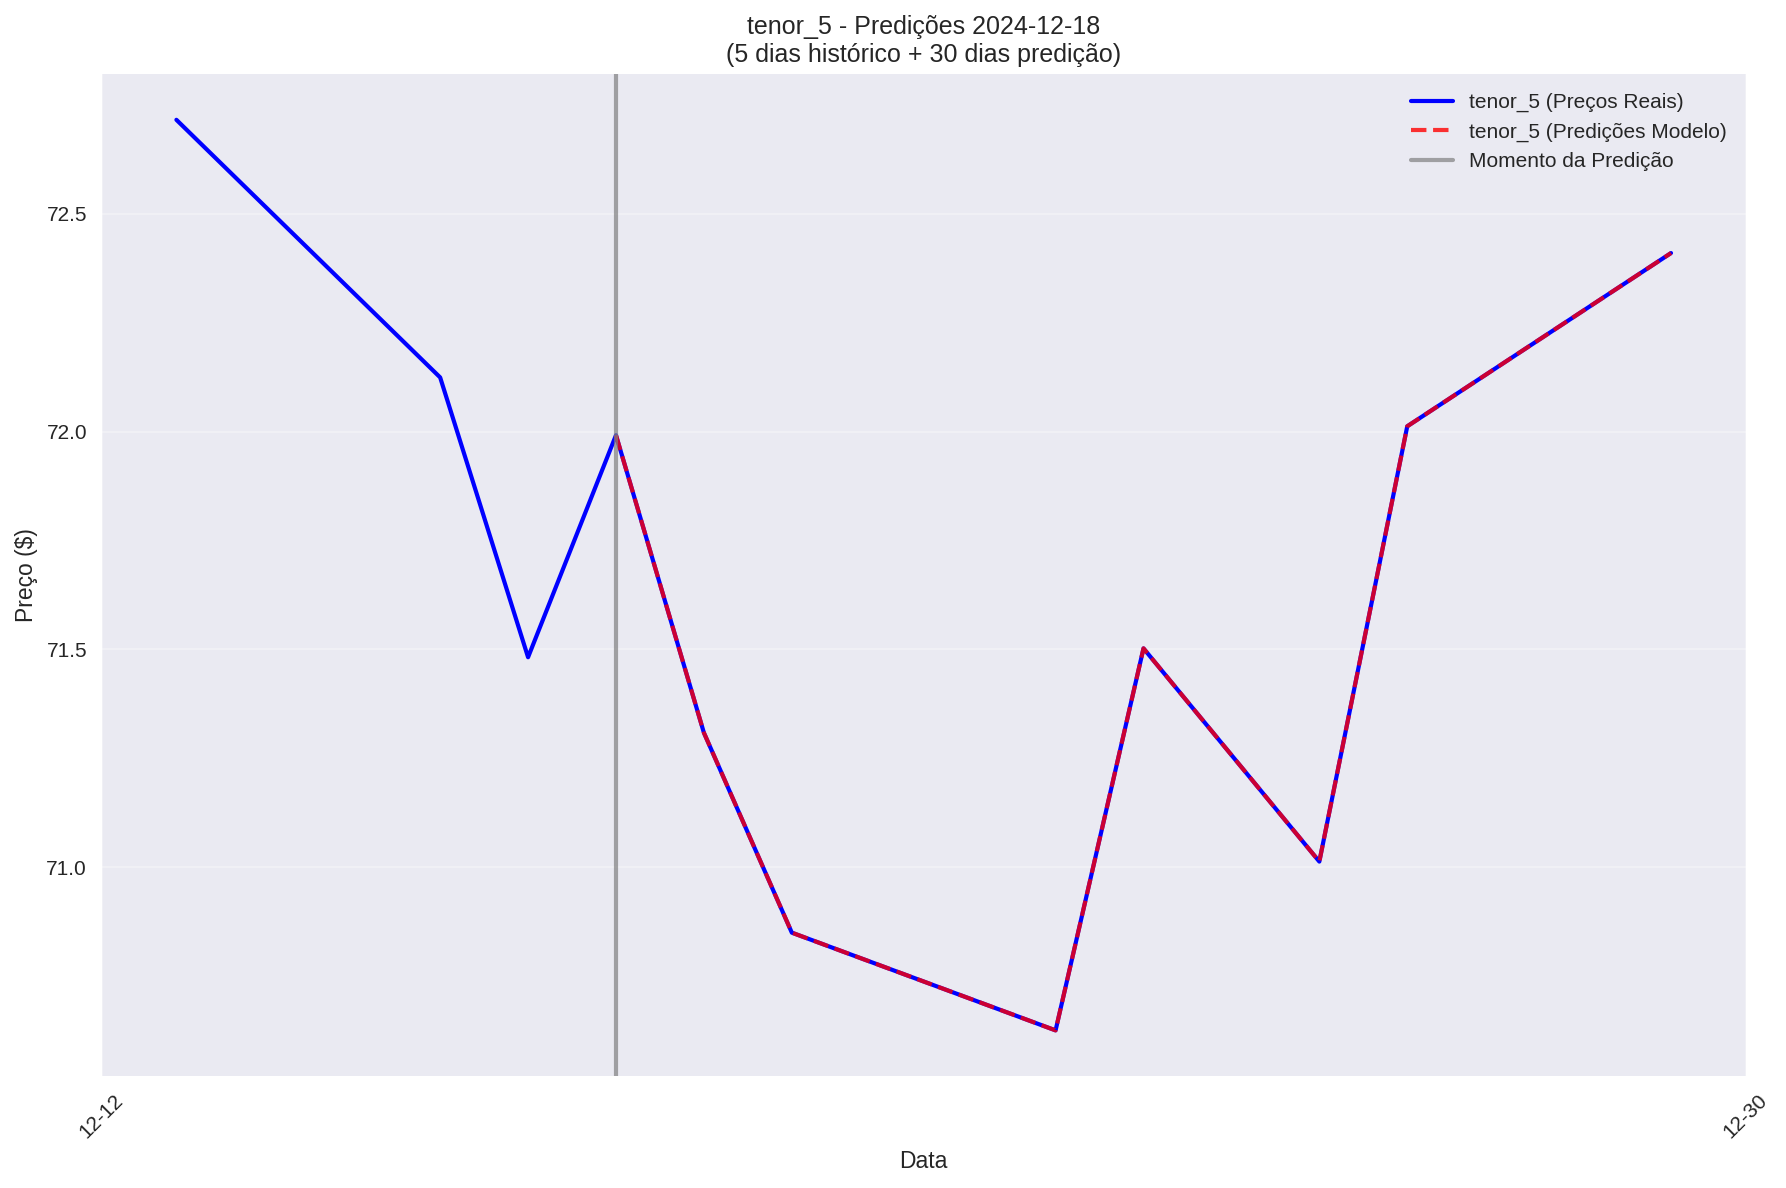 tenor_5 - Predições 2024-12-18
(5 dias histórico + 30 dias predição)
tenor_5 (Preços Reais)
tenor_5 (Predições Modelo)
Momento da Predição
Preço ($)
72.5
72.0
71.5
71.0
12-12
12-30
Data